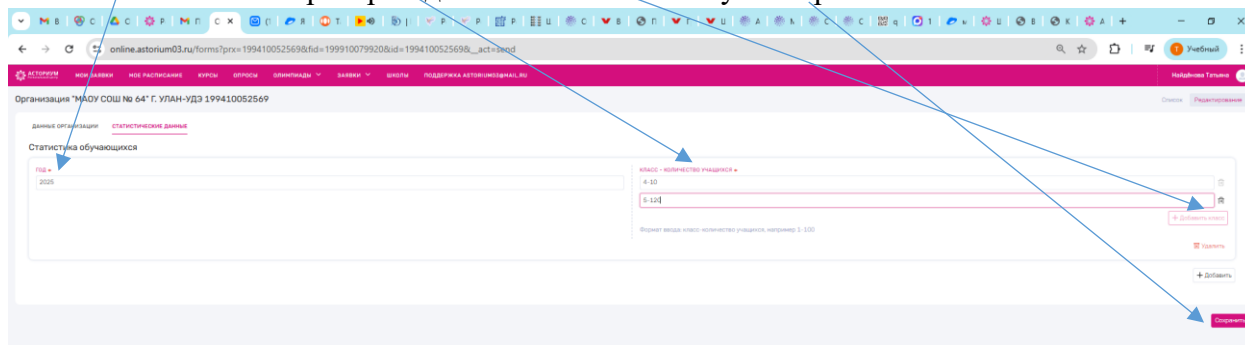 online.astorium03.ru/forms?prx=199410052569&fid=199910079920&id=199410052569&_act=send
Учебный
АСТОРИУМ МОИ ЗАЯВКИ МОЕ РАСПИСАНИЕ КУРСЫ ОПРОСЫ ОЛИМПИАДЫ ЗАЯВКИ ШКОЛЫ ПОДДЕРЖКА ASTORIUM03@MAIL.RU Найдёнова Татьяна
Организация "МАОУ СОШ № 64" Г. УЛАН-УДЭ 199410052569 Список Редактирование
ДАННЫЕ ОРГАНИЗАЦИИ СТАТИСТИЧЕСКИЕ ДАННЫЕ
Статистика обучающихся
ГОД КЛАСС - КОЛИЧЕСТВО УЧАЩИХСЯ
2025 4-10
5-120
+ Добавить класс
Формат ввода: класс-количество учащихся, например 1-100
Удалить
+ Добавить
Сохранить